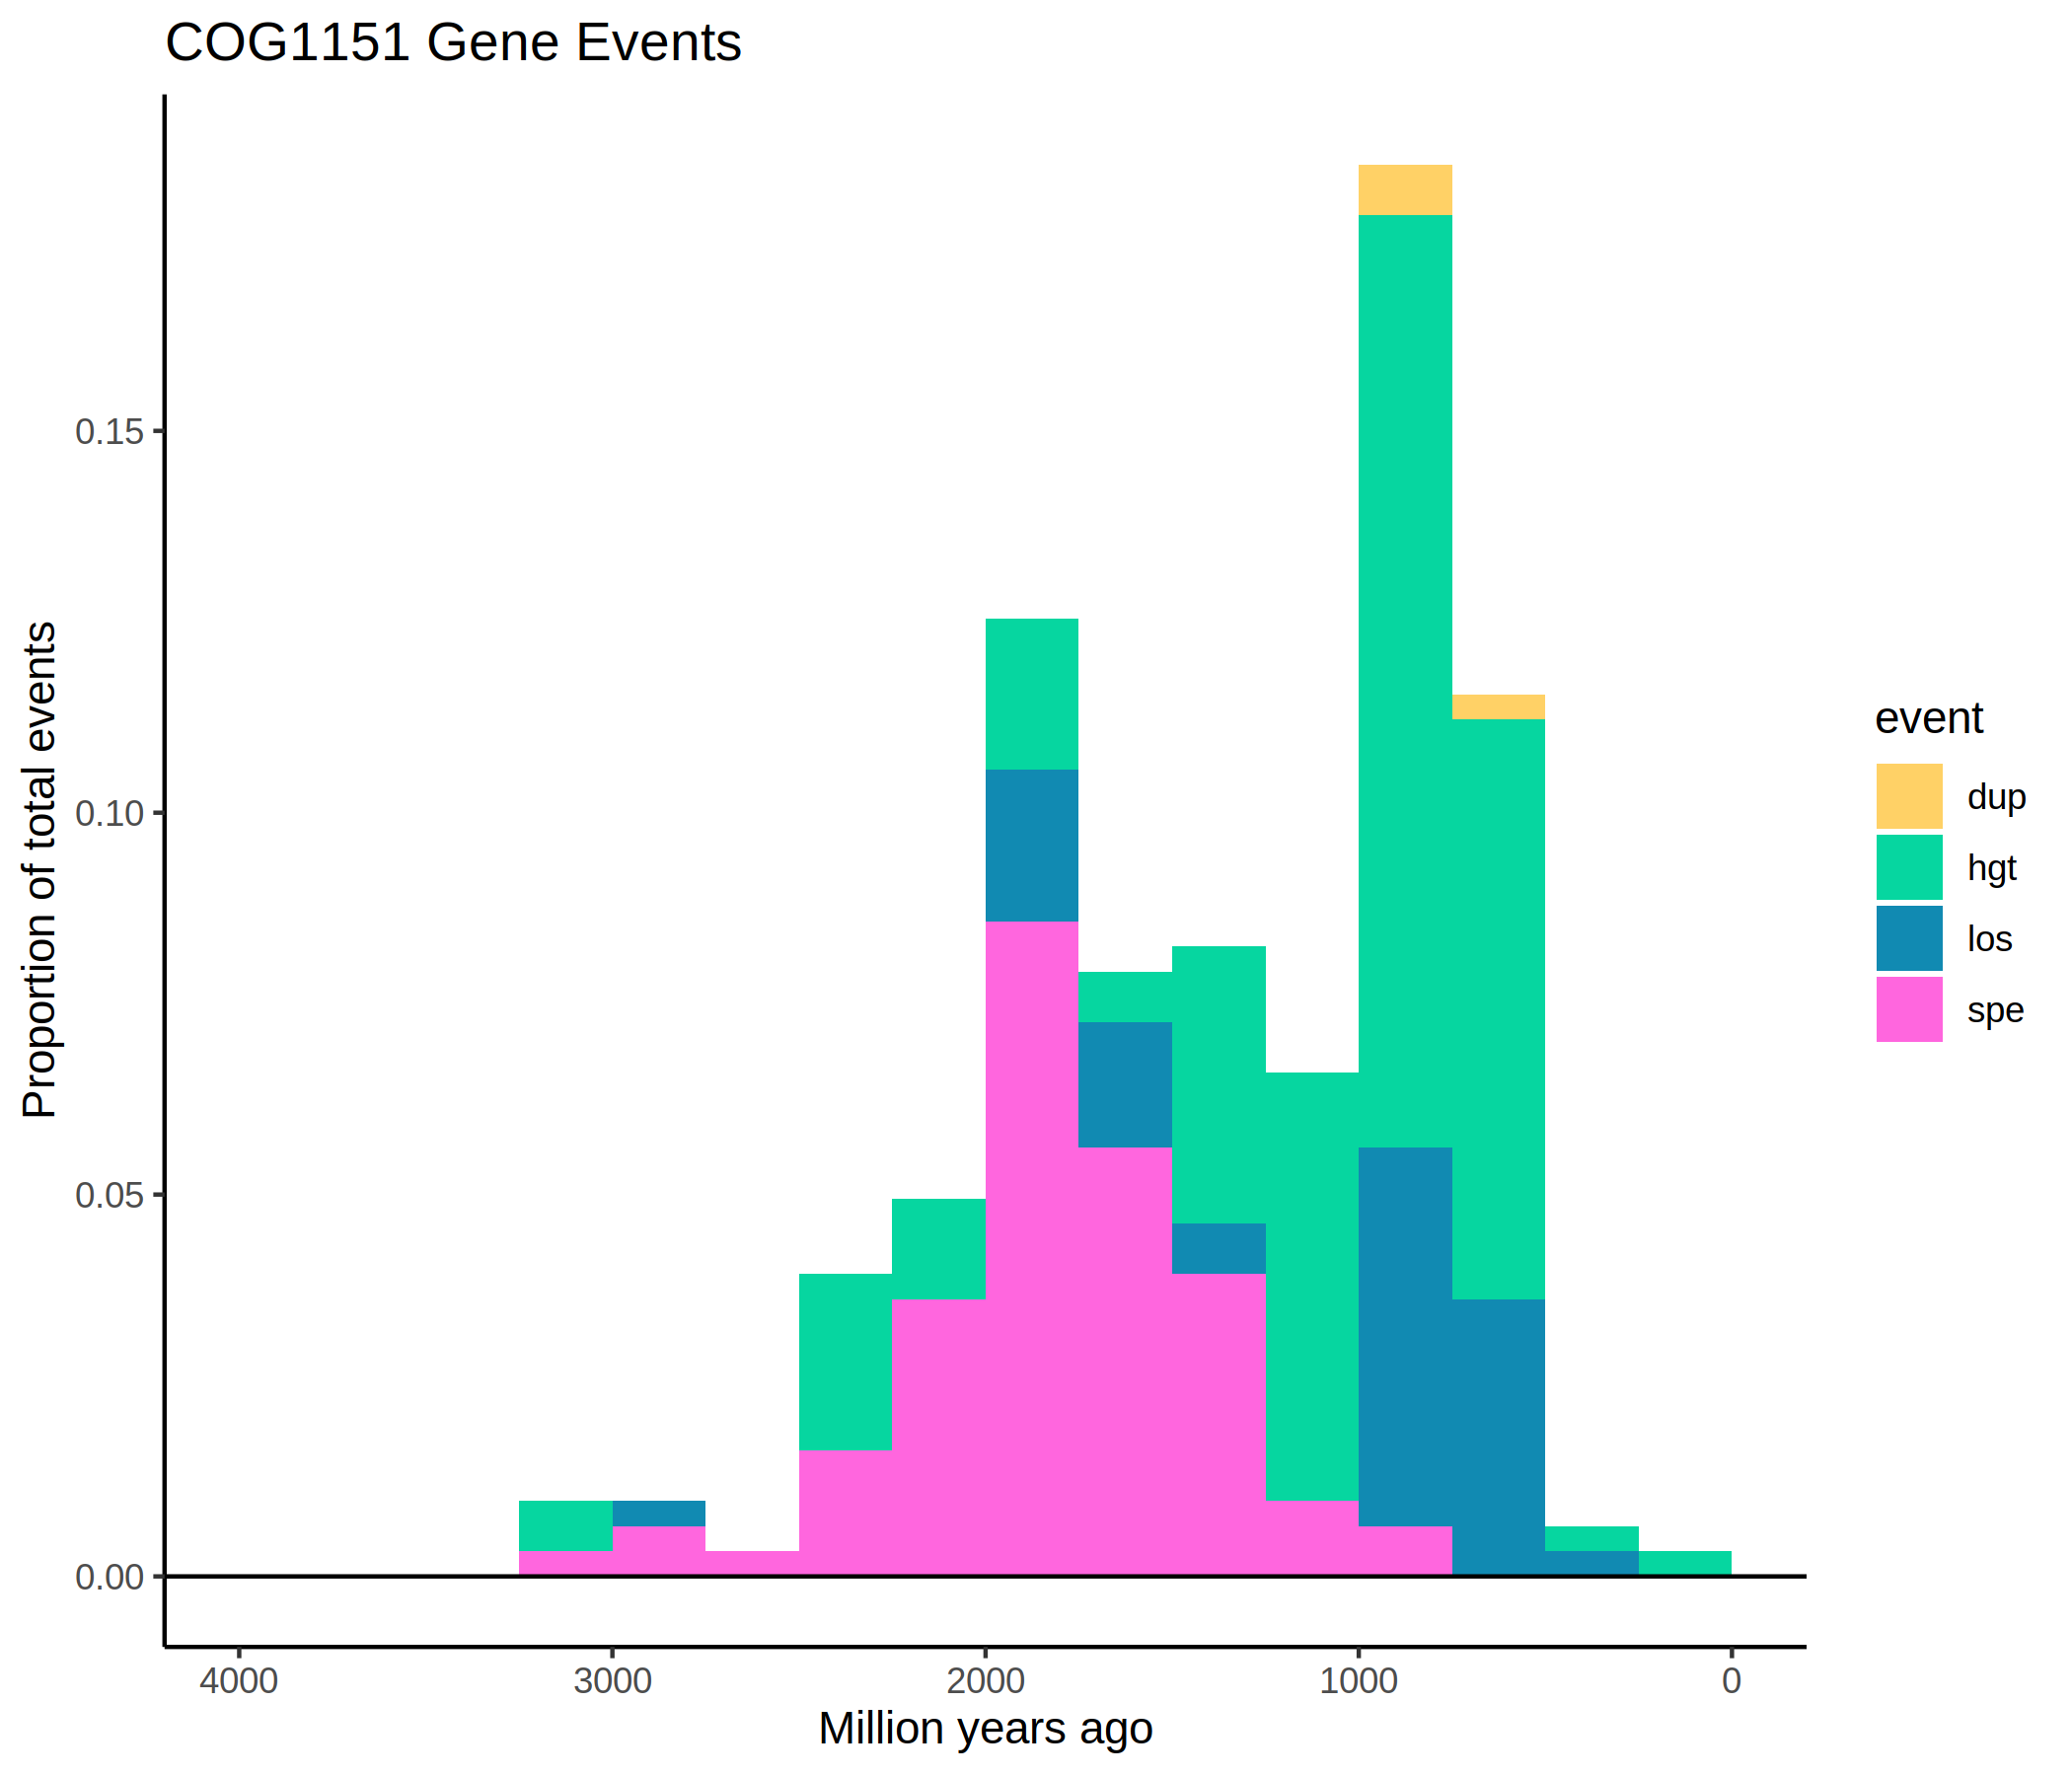 COG1151 Gene Events
Proportion of total events
0.15
0.10
0.05
0.00
4000 3000 2000 1000 0
Million years ago
event
dup
hgt
los
spe